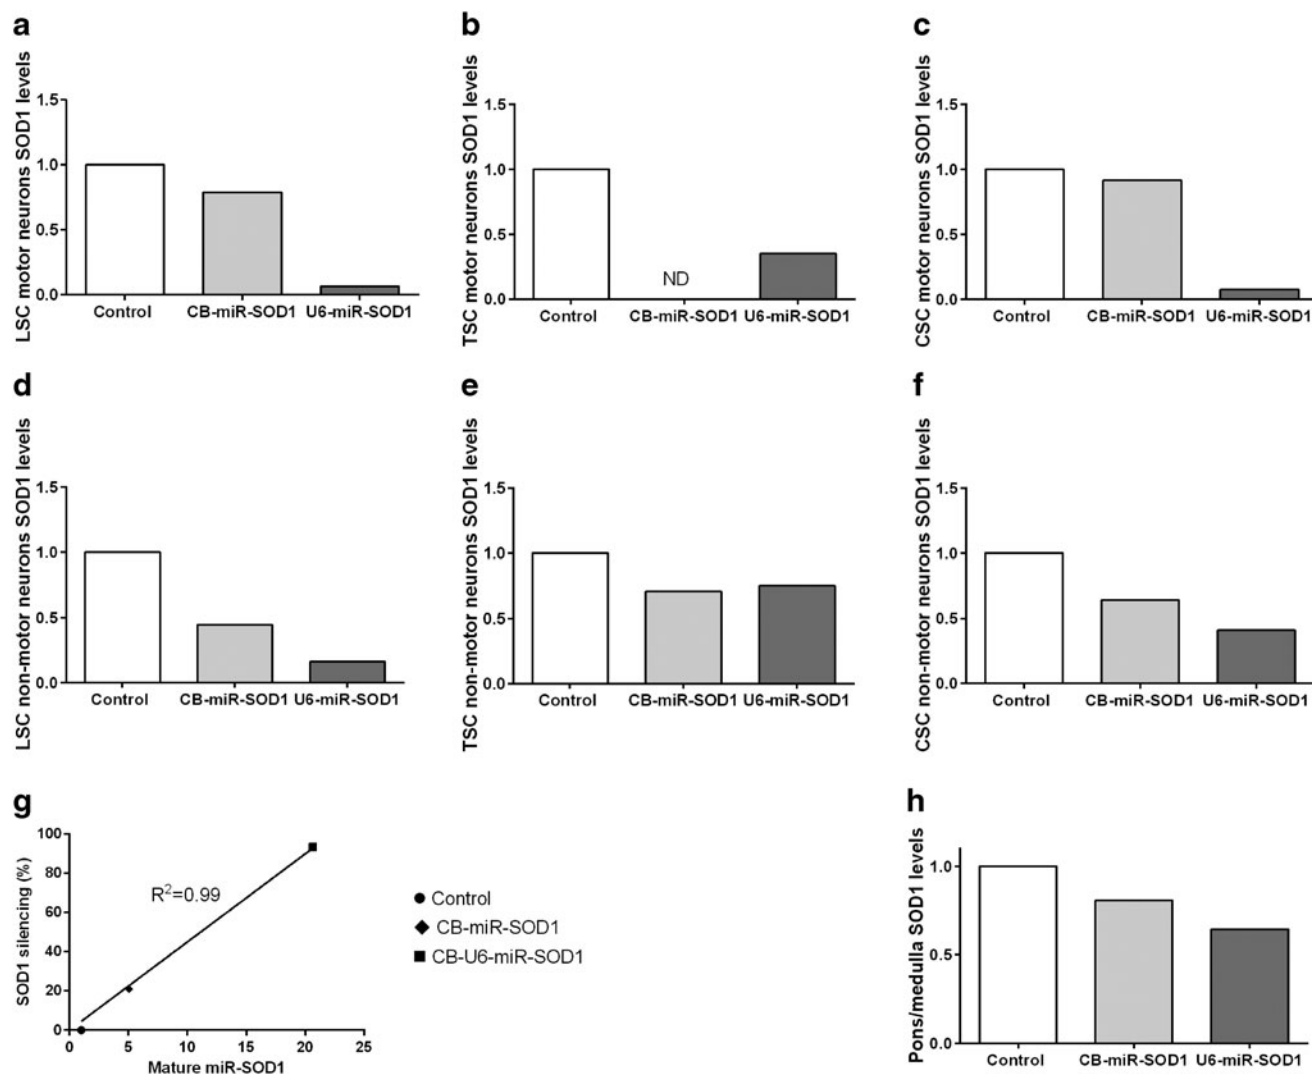 a
LSC motor neurons SOD1 levels
1.5
1.0
0.5
0.0
Control CB-miR-SOD1 U6-miR-SOD1
b
TSC motor neurons SOD1 levels
1.5
1.0
0.5
0.0
ND
Control CB-miR-SOD1 U6-miR-SOD1
c
CSC motor neurons SOD1 levels
1.5
1.0
0.5
0.0
Control CB-miR-SOD1 U6-miR-SOD1
d
LSC non-motor neurons SOD1 levels
1.5
1.0
0.5
0.0
Control CB-miR-SOD1 U6-miR-SOD1
e
TSC non-motor neurons SOD1 levels
1.5
1.0
0.5
0.0
Control CB-miR-SOD1 U6-miR-SOD1
f
CSC non-motor neurons SOD1 levels
1.5
1.0
0.5
0.0
Control CB-miR-SOD1 U6-miR-SOD1
g
SOD1 silencing (%)
100
80
60
40
20
0
R²=0.99
0 5 10 15 20 25
Mature miR-SOD1
Control
CB-miR-SOD1
CB-U6-miR-SOD1
h
Pons/medulla SOD1 levels
1.0
0.5
0.0
Control CB-miR-SOD1 U6-miR-SOD1